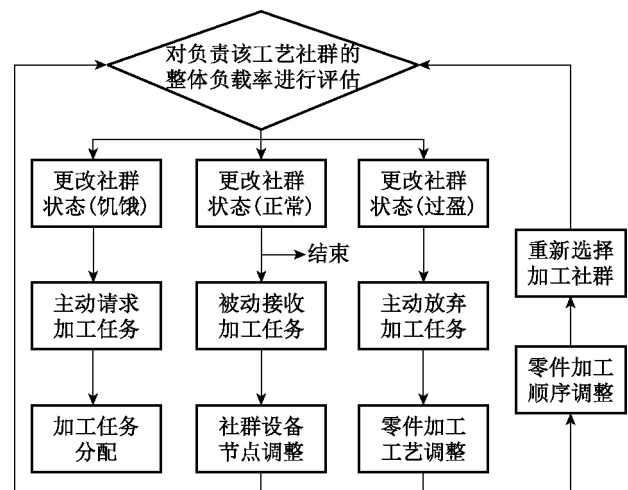 对负责该工艺社群的
整体负载率进行评估
更改社群
状态(饥饿)
更改社群
状态(正常)
更改社群
状态(过盈)
结束
主动请求
加工任务
被动接收
加工任务
主动放弃
加工任务
加工任务
分配
社群设备
节点调整
零件加工
工艺调整
重新选择
加工社群
零件加工
顺序调整